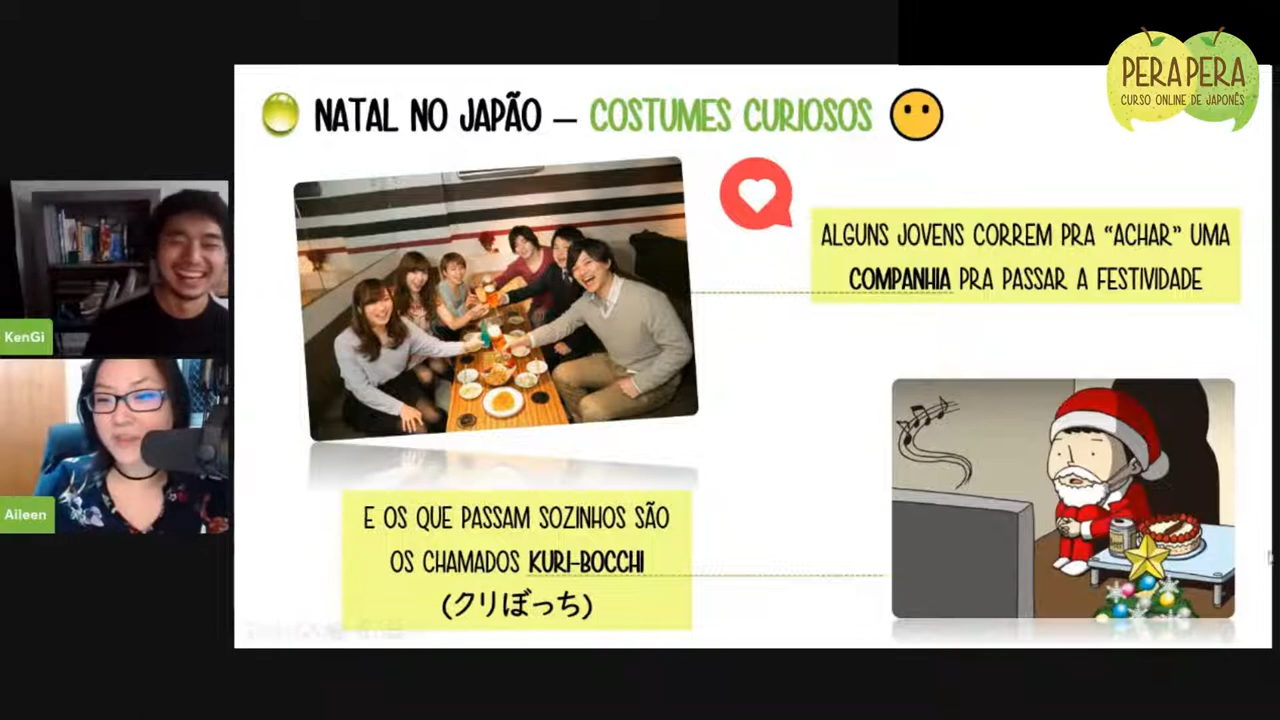 PERA PERA
CURSO ONLINE DE JAPONÊS
NATAL NO JAPÃO – COSTUMES CURIOSOS
ALGUNS JOVENS CORREM PRA “ACHAR” UMA
COMPANHIA PRA PASSAR A FESTIVIDADE
KenGi
Aileen
E OS QUE PASSAM SOZINHOS SÃO
OS CHAMADOS KURI-BOCCHI
(クリぼっち)